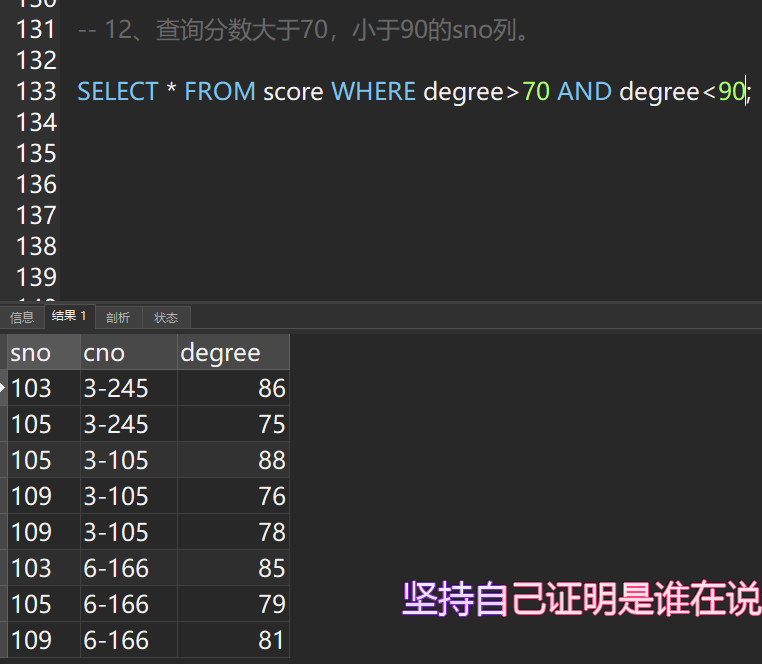 131 -- 12、查询分数大于70，小于90的sno列。
132
133 SELECT * FROM score WHERE degree>70 AND degree<90;
134
135
136
137
138
139
信息 结果 1 剖析 状态
sno cno degree
103 3-245 86
105 3-245 75
105 3-105 88
109 3-105 76
109 3-105 78
103 6-166 85
105 6-166 79
109 6-166 81
坚持自己证明是谁在说